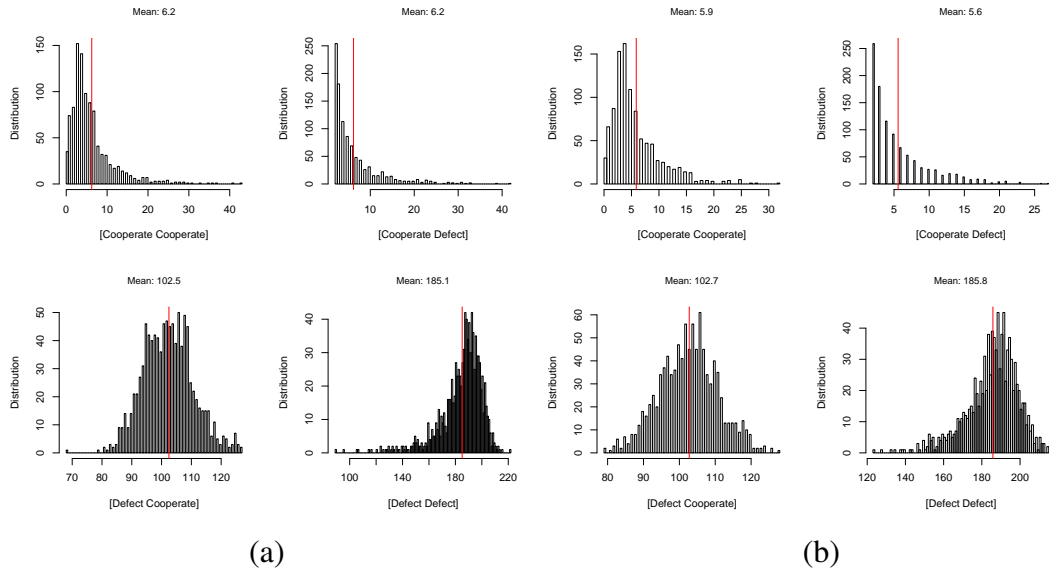 Mean: 6.2
Distribution
0 50 100 150
0 10 20 30 40
[Cooperate Cooperate]
Mean: 6.2
Distribution
0 50 100 150 200 250
10 20 30 40
[Cooperate Defect]
Mean: 5.9
Distribution
0 50 100 150
0 5 10 15 20 25 30
[Cooperate Cooperate]
Mean: 5.6
Distribution
0 50 100 150 200 250
5 10 15 20 25
[Cooperate Defect]
Mean: 102.5
Distribution
0 10 20 30 40 50
70 80 90 100 120
[Defect Cooperate]
Mean: 185.1
Distribution
0 10 20 30 40
100 140 180 220
[Defect Defect]
Mean: 102.7
Distribution
0 10 20 30 40 50 60
80 90 100 110 120
[Defect Cooperate]
Mean: 185.8
Distribution
0 10 20 30 40
120 140 160 180 200
[Defect Defect]
(a)
(b)